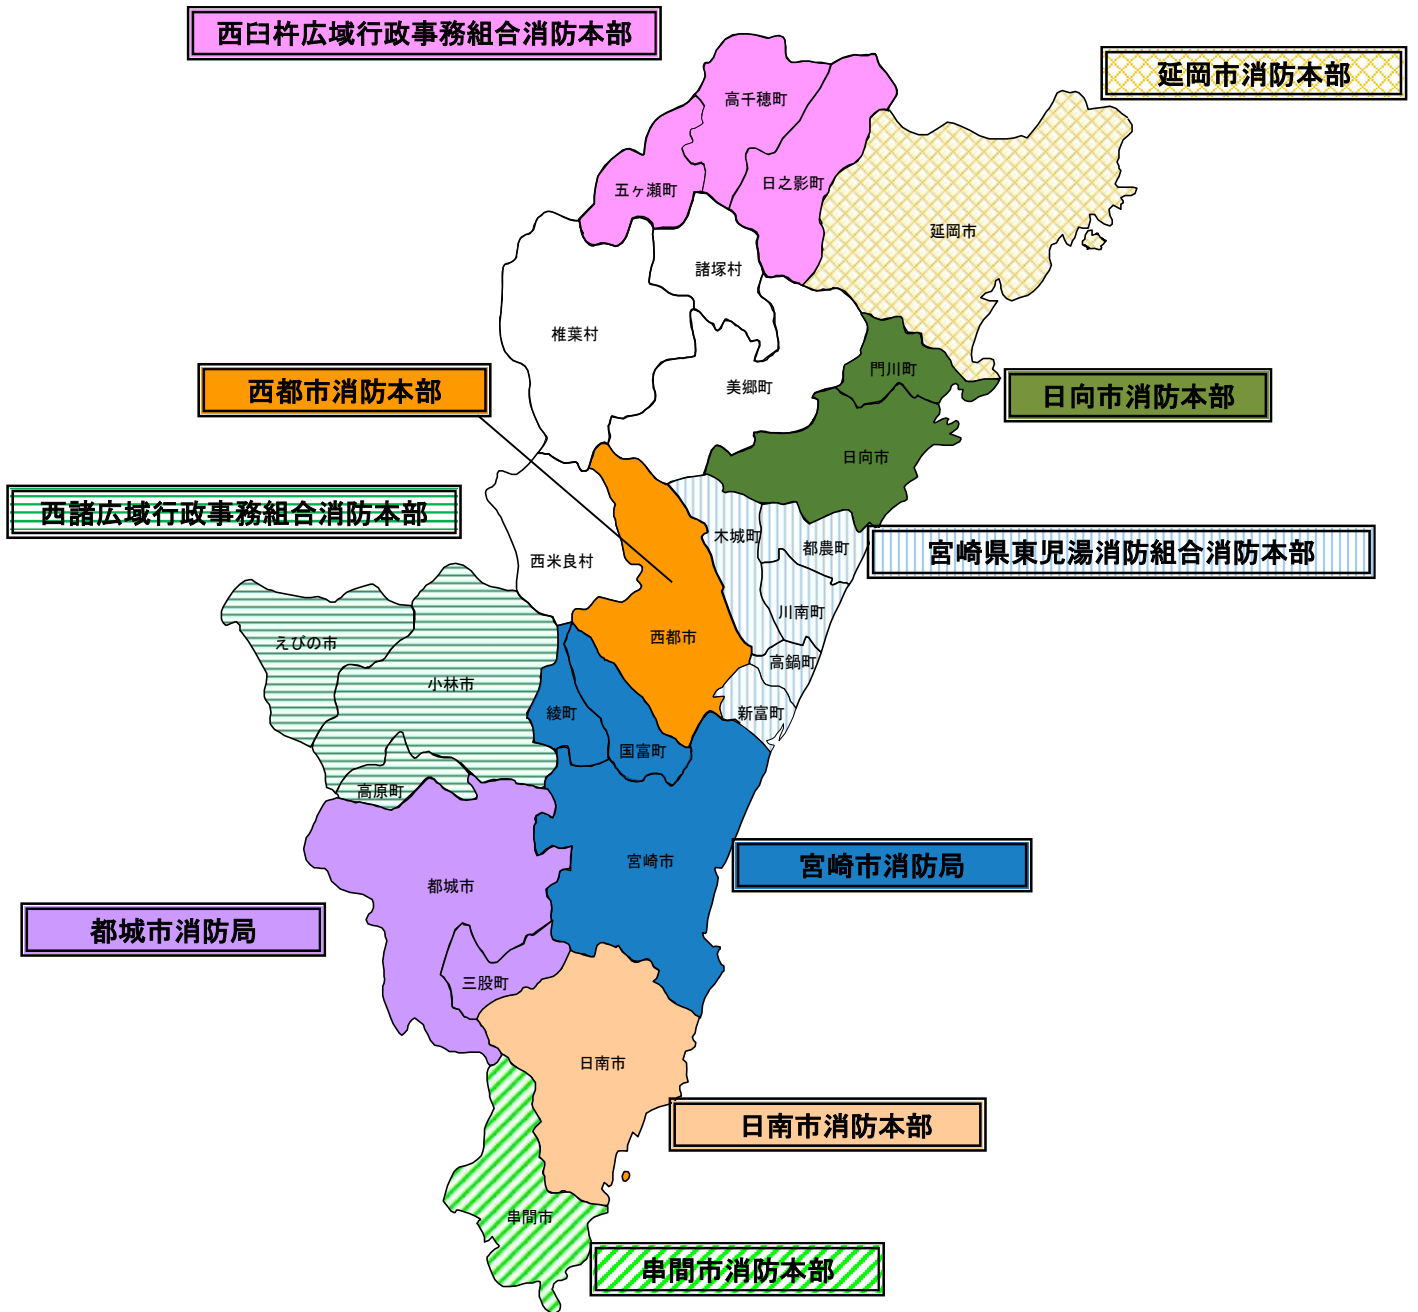 西臼杵広域行政事務組合消防本部
延岡市消防本部
高千穂町
日之影町
五ヶ瀬町
延岡市
諸塚村
椎葉村
門川町
美郷町
西都市消防本部
日向市消防本部
日向市
西諸広域行政事務組合消防本部
木城町
都農町
宮崎県東児湯消防組合消防本部
西米良村
川南町
西都市
えびの市
高鍋町
小林市
綾町
新富町
国富町
高原町
宮崎市
宮崎市消防局
都城市
都城市消防局
三股町
日南市
日南市消防本部
串間市
串間市消防本部